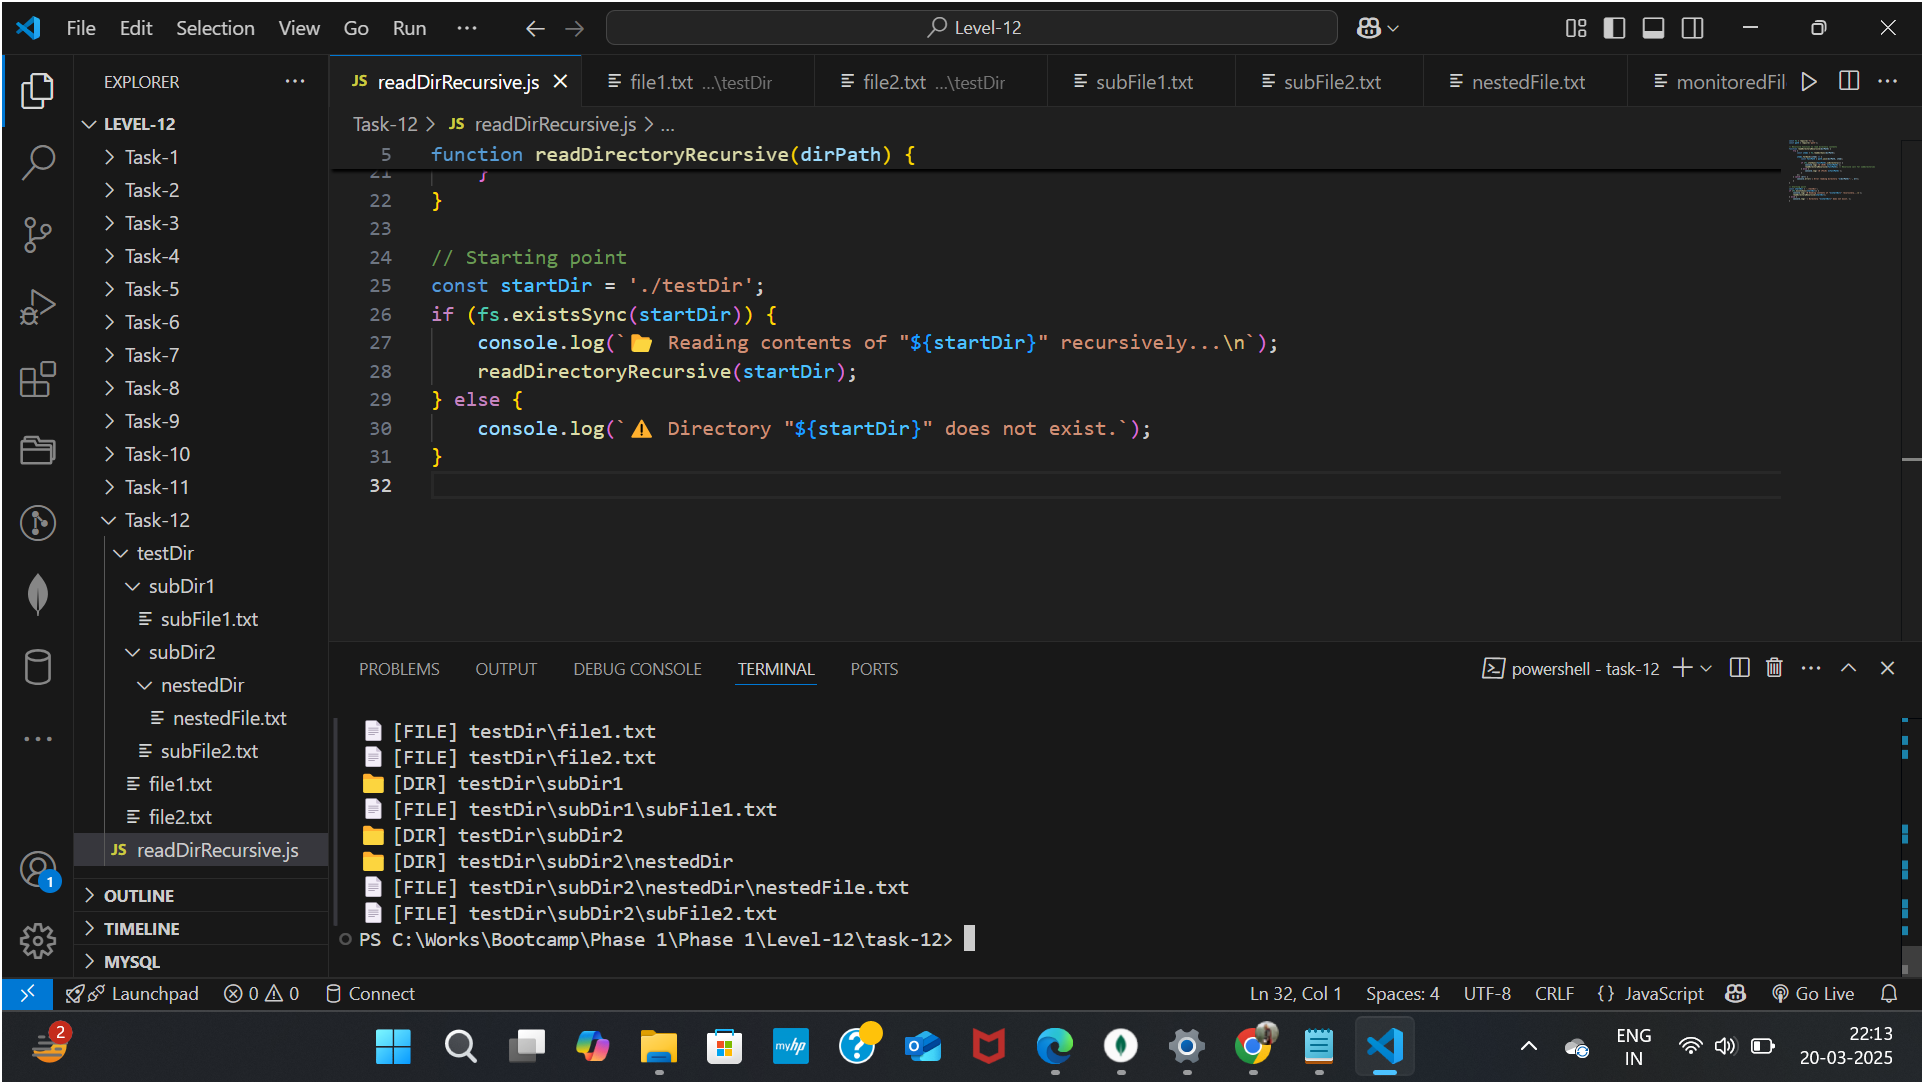 File Edit Selection View Go Run ... Level-12
EXPLORER ...
LEVEL-12
Task-1
Task-2
Task-3
Task-4
Task-5
Task-6
Task-7
Task-8
Task-9
Task-10
Task-11
Task-12
testDir
subDir1
subFile1.txt
subDir2
nestedDir
nestedFile.txt
subFile2.txt
file1.txt
file2.txt
JS readDirRecursive.js
OUTLINE
TIMELINE
MYSQL
1
JS readDirRecursive.js file1.txt ...\testDir file2.txt ...\testDir subFile1.txt subFile2.txt nestedFile.txt monitoredFil
Task-12 > JS readDirRecursive.js > ...
5 function readDirectoryRecursive(dirPath) {
21 }
22 }
23
24 // Starting point
25 const startDir = './testDir';
26 if (fs.existsSync(startDir)) {
27 console.log(`📂 Reading contents of "${startDir}" recursively...\n`);
28 readDirectoryRecursive(startDir);
29 } else {
30 console.log(`⚠️ Directory "${startDir}" does not exist.`);
31 }
32
PROBLEMS OUTPUT DEBUG CONSOLE TERMINAL PORTS powershell - task-12
📄 [FILE] testDir\file1.txt
📄 [FILE] testDir\file2.txt
📁 [DIR] testDir\subDir1
📄 [FILE] testDir\subDir1\subFile1.txt
📁 [DIR] testDir\subDir2
📁 [DIR] testDir\subDir2\nestedDir
📄 [FILE] testDir\subDir2\nestedDir\nestedFile.txt
📄 [FILE] testDir\subDir2\subFile2.txt
PS C:\Works\Bootcamp\Phase 1\Phase 1\Level-12\task-12>
Launchpad 0 0 Connect Ln 32, Col 1 Spaces: 4 UTF-8 CRLF {} JavaScript Go Live
2 myhp ? ENG
IN
22:13
20-03-2025